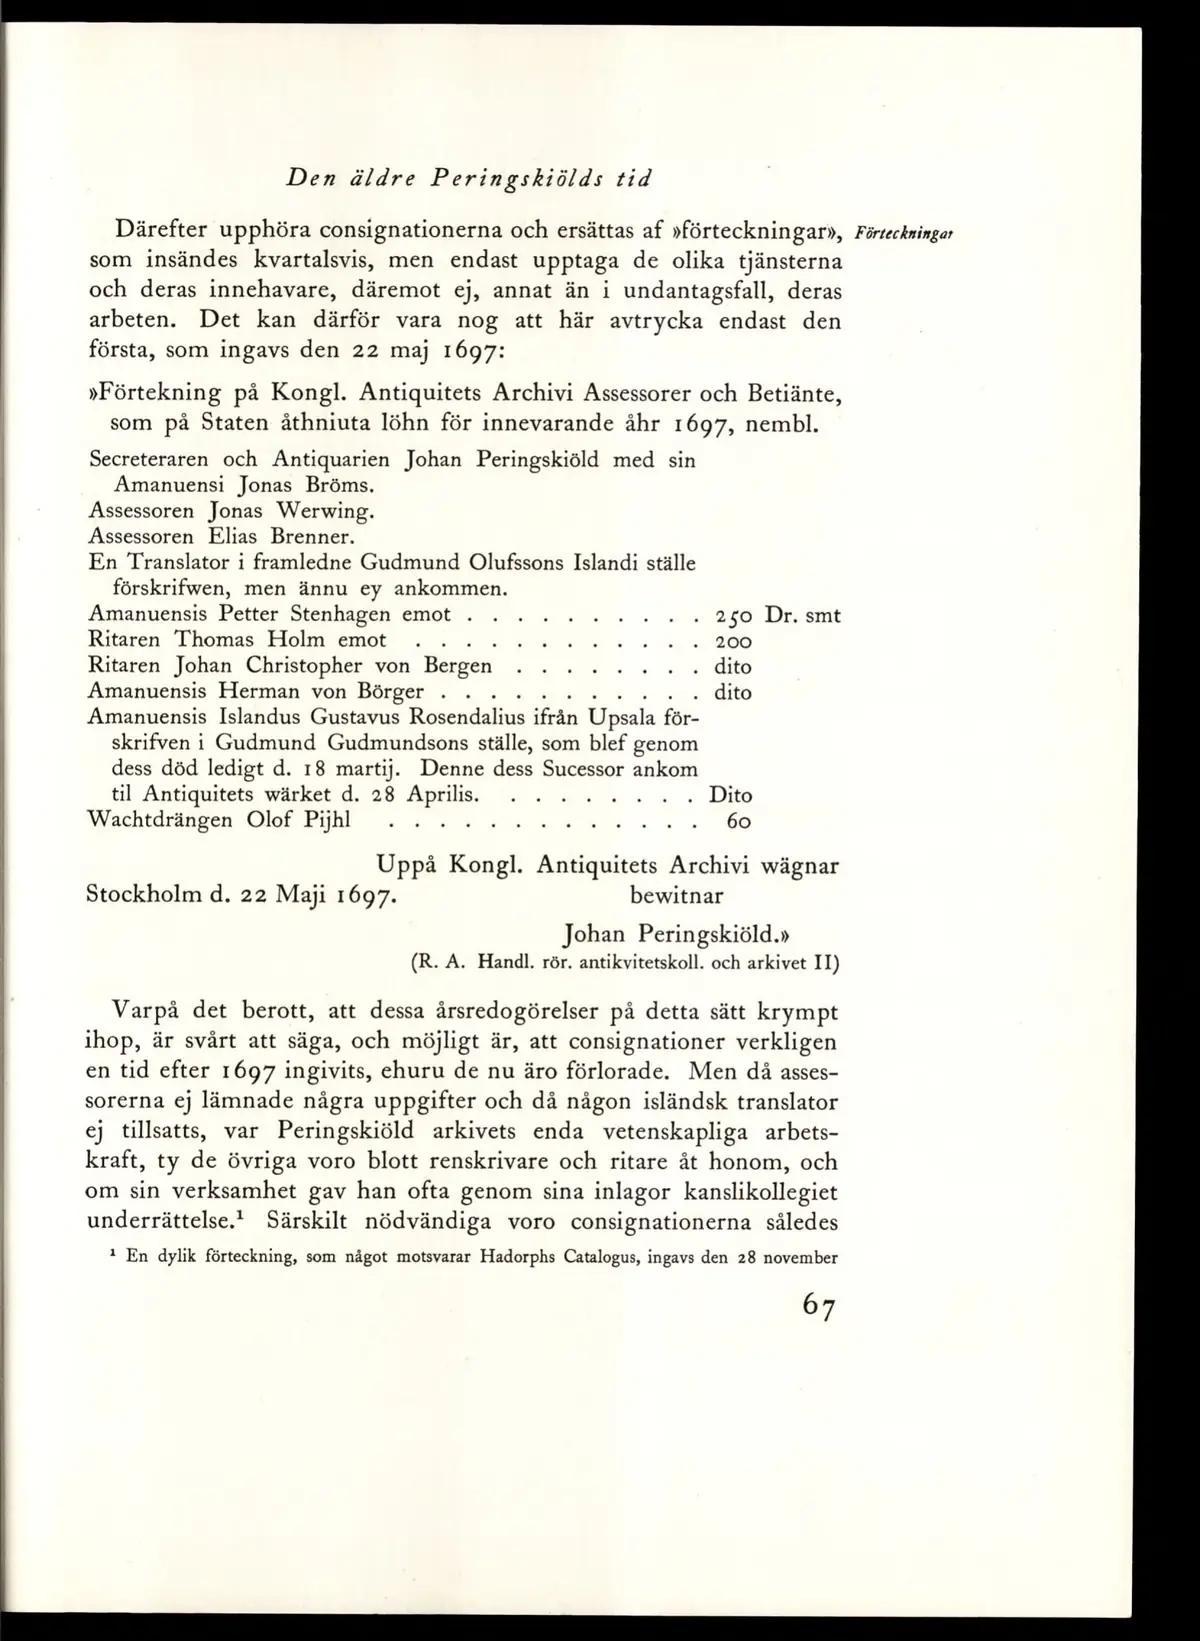 Den äldre Peringskiölds tid
Därefter upphöra consignationerna och ersättas af »förteckningar», Förteckningar
som insändes kvartalsvis, men endast upptaga de olika tjänsterna
och deras innehavare, däremot ej, annat än i undantagsfall, deras
arbeten. Det kan därför vara nog att här avtrycka endast den
första, som ingavs den 22 maj 1697:
»Förtekning på Kongl. Antiquitets Archivi Assessorer och Betiänte,
som på Staten åthniuta löhn för innevarande åhr 1697, nembl.
Secreteraren och Antiquarien Johan Peringskiöld med sin
Amanuensi Jonas Bröms.
Assessoren Jonas Werwing.
Assessoren Elias Brenner.
En Translator i framledne Gudmund Olufssons Islandi ställe
förskrifwen, men ännu ey ankommen.
Amanuensis Petter Stenhagen emot . . . . . . . . . . 250 Dr. smt
Ritaren Thomas Holm emot . . . . . . . . . . . . 200
Ritaren Johan Christopher von Bergen . . . . . . . . dito
Amanuensis Herman von Börger . . . . . . . . . . . dito
Amanuensis Islandus Gustavus Rosendalius ifrån Upsala för-
skrifven i Gudmund Gudmundsons ställe, som blef genom
dess död ledigt d. 18 martij. Denne dess Sucessor ankom
til Antiquitets wärket d. 28 Aprilis. . . . . . . . . Dito
Wachtdrängen Olof Pijhl . . . . . . . . . . . . . 60
Uppå Kongl. Antiquitets Archivi wägnar
Stockholm d. 22 Maji 1697. bewitnar
Johan Peringskiöld.»
(R. A. Handl. rör. antikvitetskoll. och arkivet II)
Varpå det berott, att dessa årsredogörelser på detta sätt krympt
ihop, är svårt att säga, och möjligt är, att consignationer verkligen
en tid efter 1697 ingivits, ehuru de nu äro förlorade. Men då asses-
sorerna ej lämnade några uppgifter och då någon isländsk translator
ej tillsatts, var Peringskiöld arkivets enda vetenskapliga arbets-
kraft, ty de övriga voro blott renskrivare och ritare åt honom, och
om sin verksamhet gav han ofta genom sina inlagor kanslikollegiet
underrättelse.¹ Särskilt nödvändiga voro consignationerna således
¹ En dylik förteckning, som något motsvarar Hadorphs Catalogus, ingavs den 28 november
67